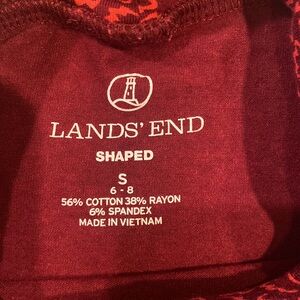 LANDS' END
SHAPED
S
6 - 8
56% COTTON 38% RAYON
6% SPANDEX
MADE IN VIETNAM